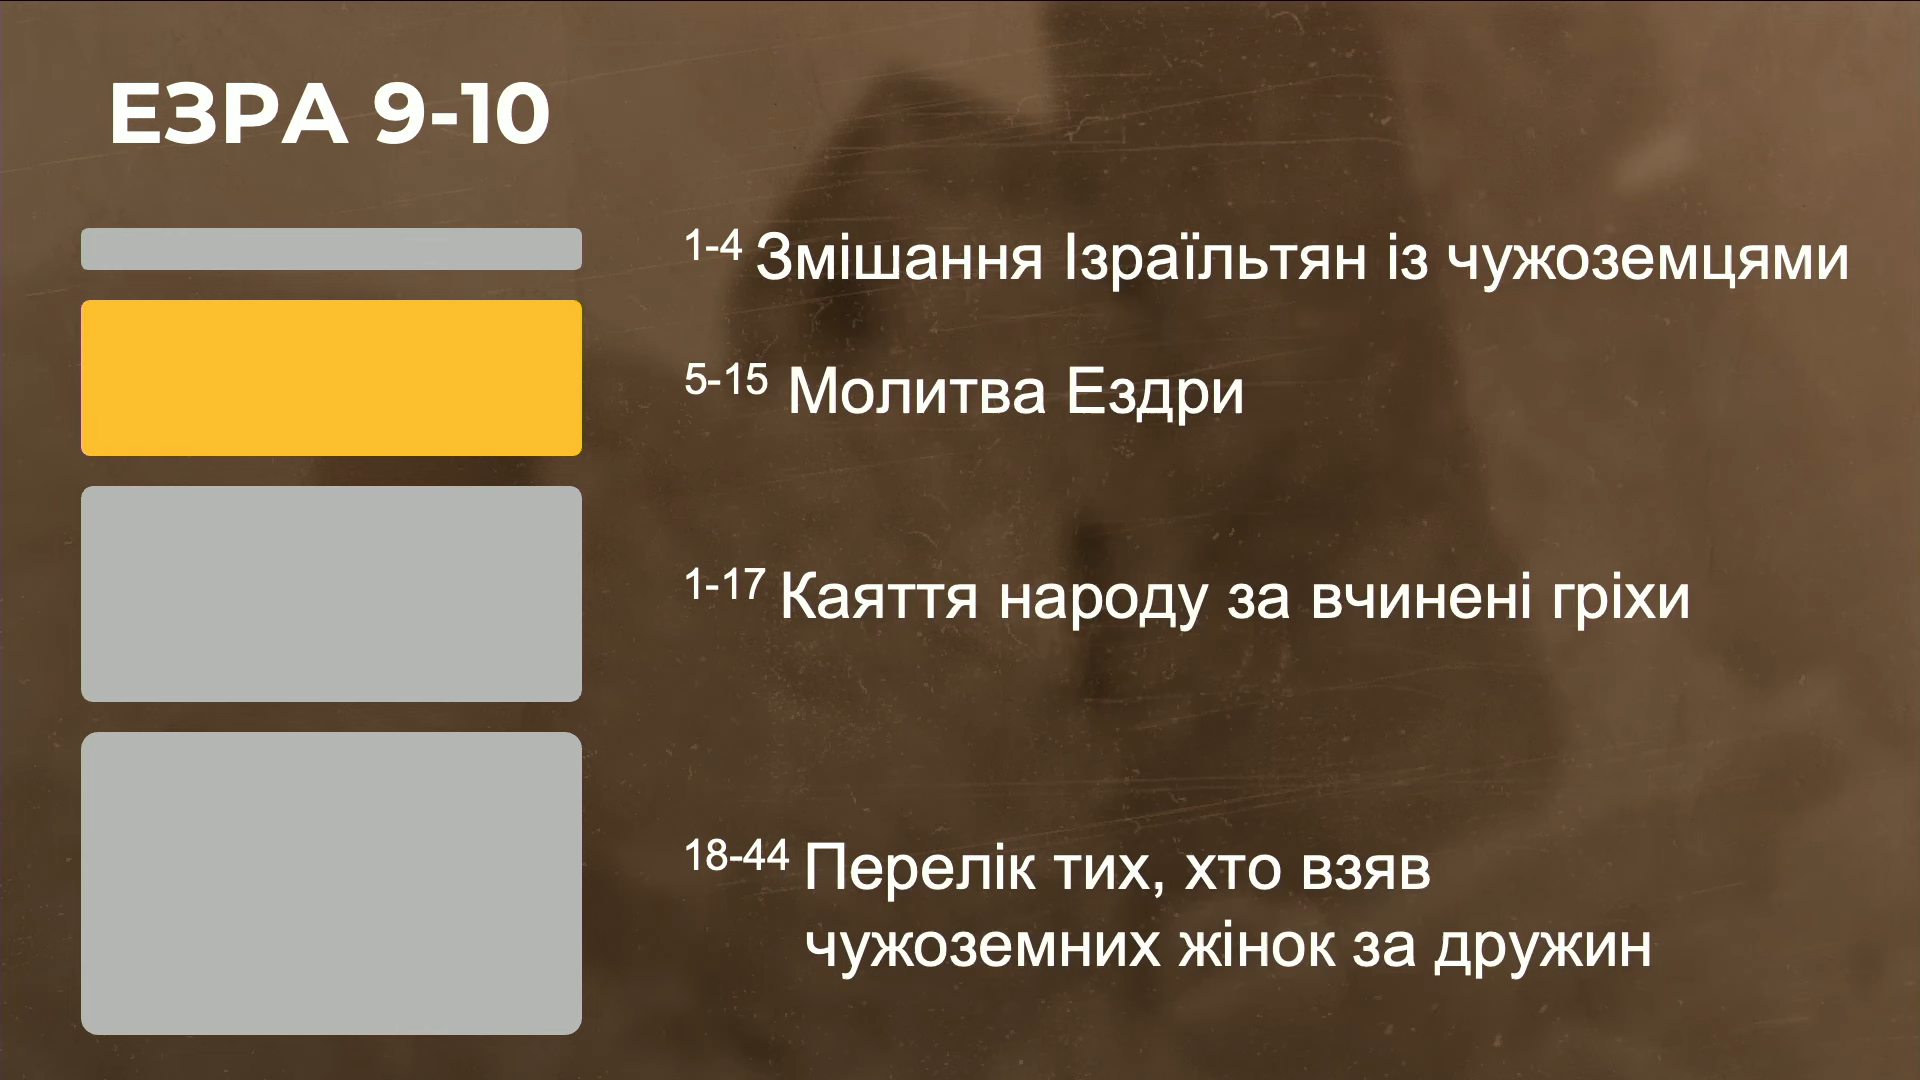 ЕЗРА 9-10
1-4 Змішання Ізраїльтян із чужоземцями
5-15 Молитва Ездри
1-17 Каяття народу за вчинені гріхи
18-44 Перелік тих, хто взяв
чужоземних жінок за дружин